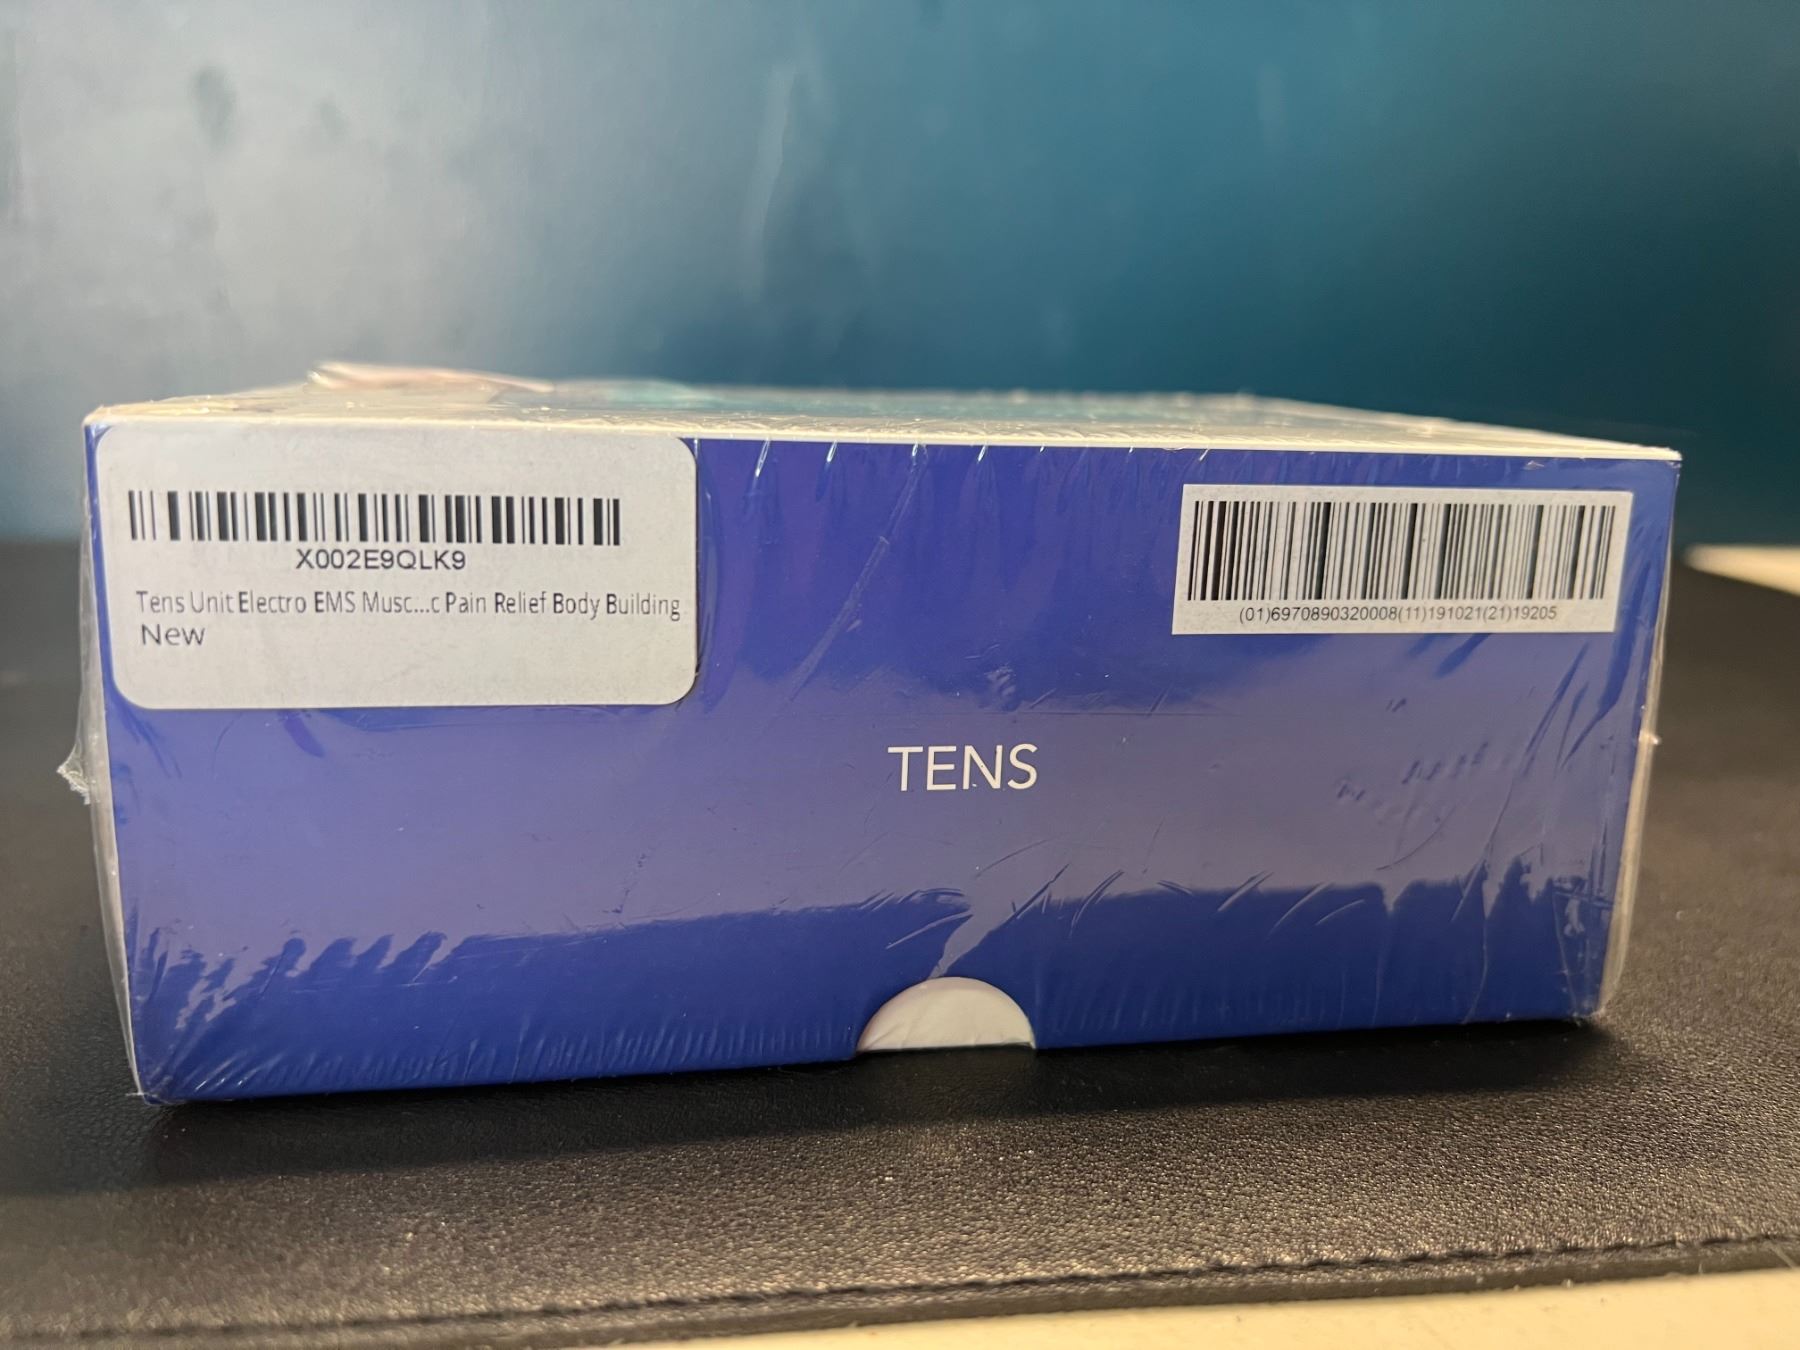 X002E9QLK9
Tens Unit Electro EMS Musc...c Pain Relief Body Building
New
(01)6970890320008(11)191021(21)19205
TENS